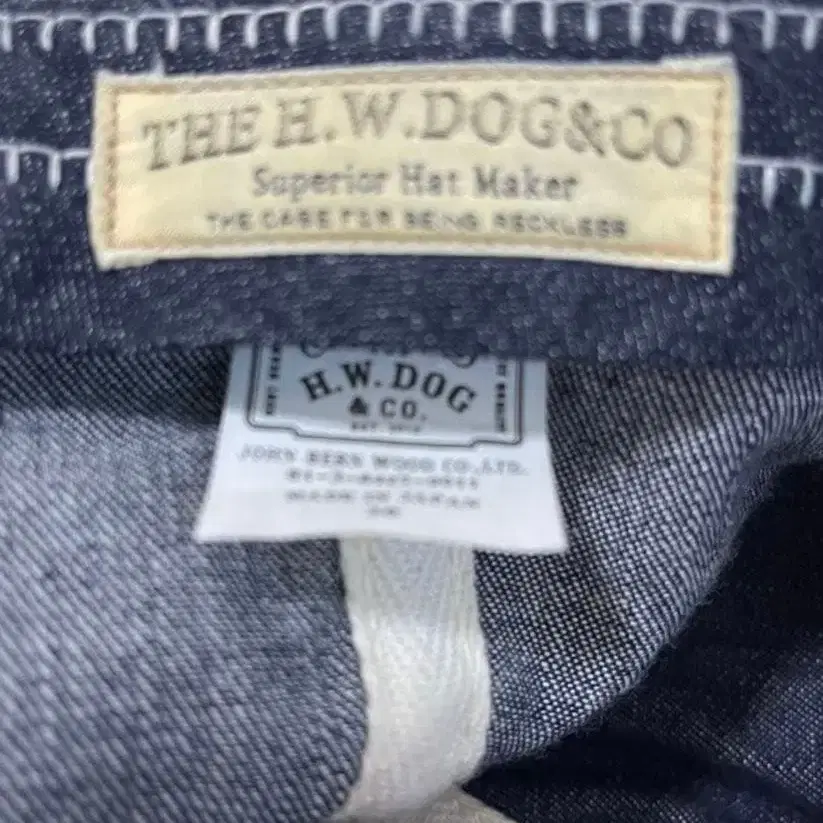 THE H.W.DOG&CO
Superior Hat Maker
THE CASE FOR BEING RECKLESS
H.W.DOG
& CO.
JOHN BERN WOOD CO.,LTD.
MADE IN JAPAN